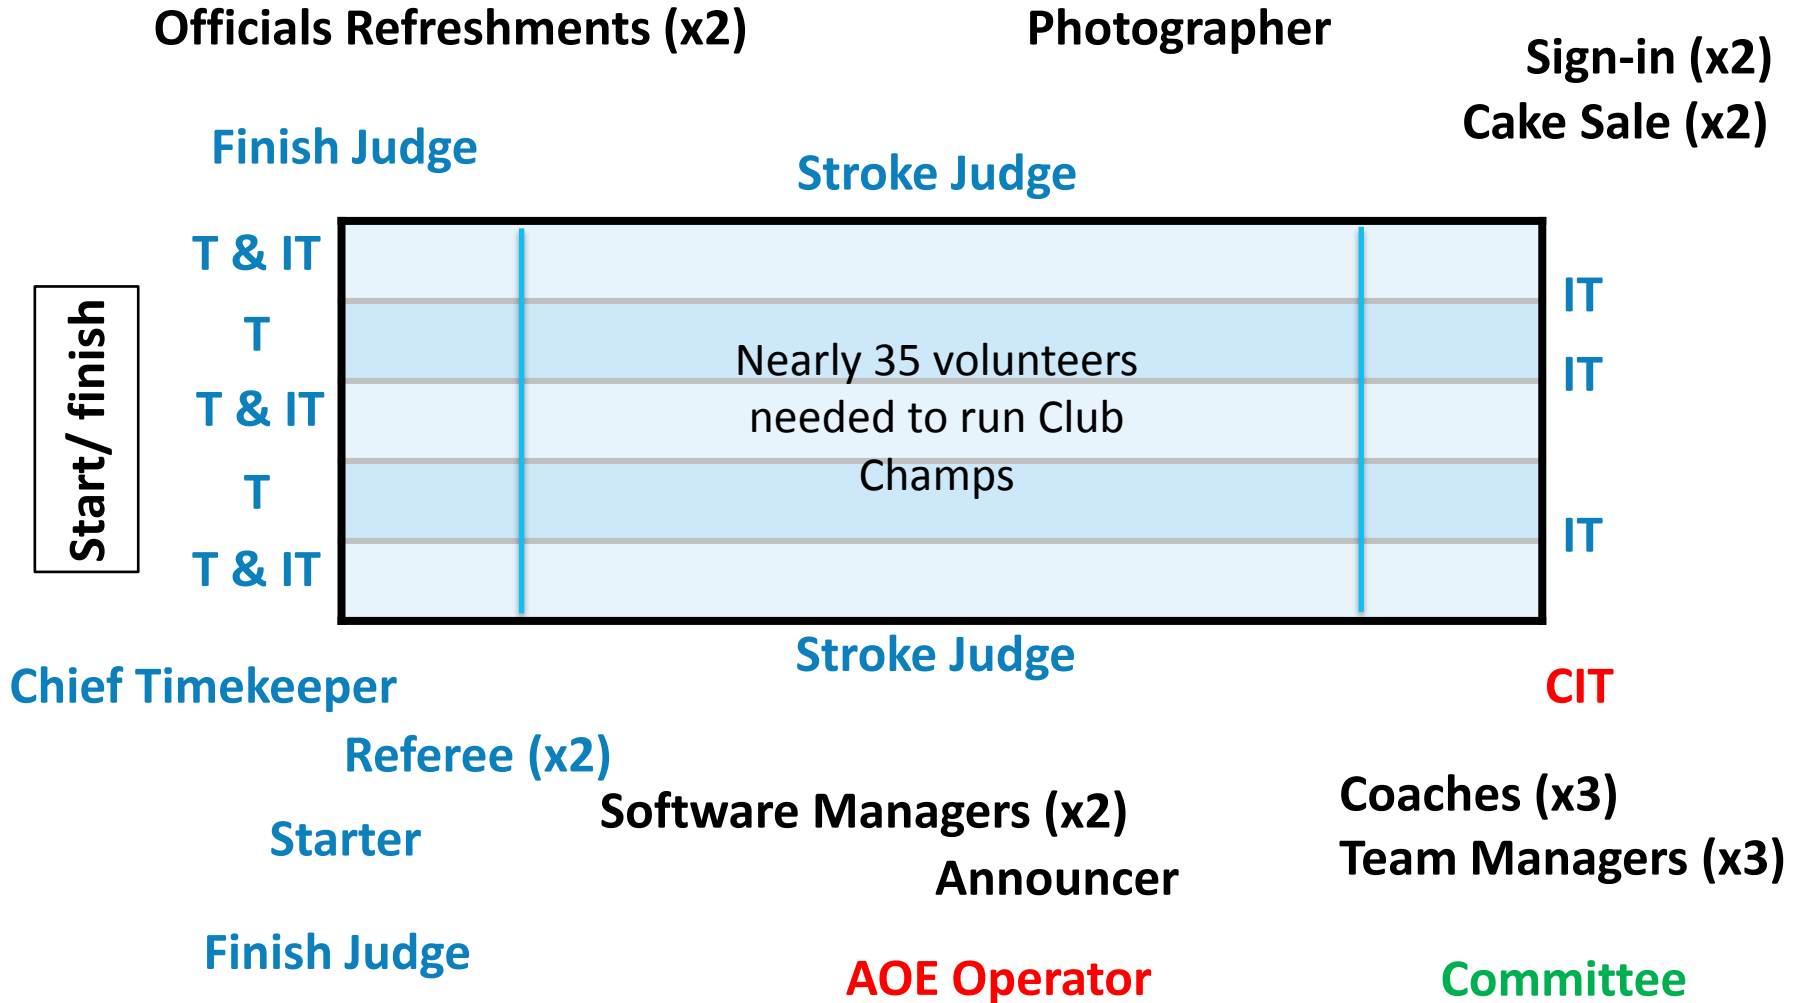 Officials Refreshments (x2)
Photographer
Sign-in (x2)
Cake Sale (x2)
Finish Judge
Stroke Judge
T & IT
IT
T
IT
T & IT
T
IT
T & IT
Start/ finish
Nearly 35 volunteers
needed to run Club
Champs
Stroke Judge
Chief Timekeeper
CIT
Referee (x2)
Software Managers (x2)
Coaches (x3)
Starter
Team Managers (x3)
Announcer
Finish Judge
AOE Operator
Committee